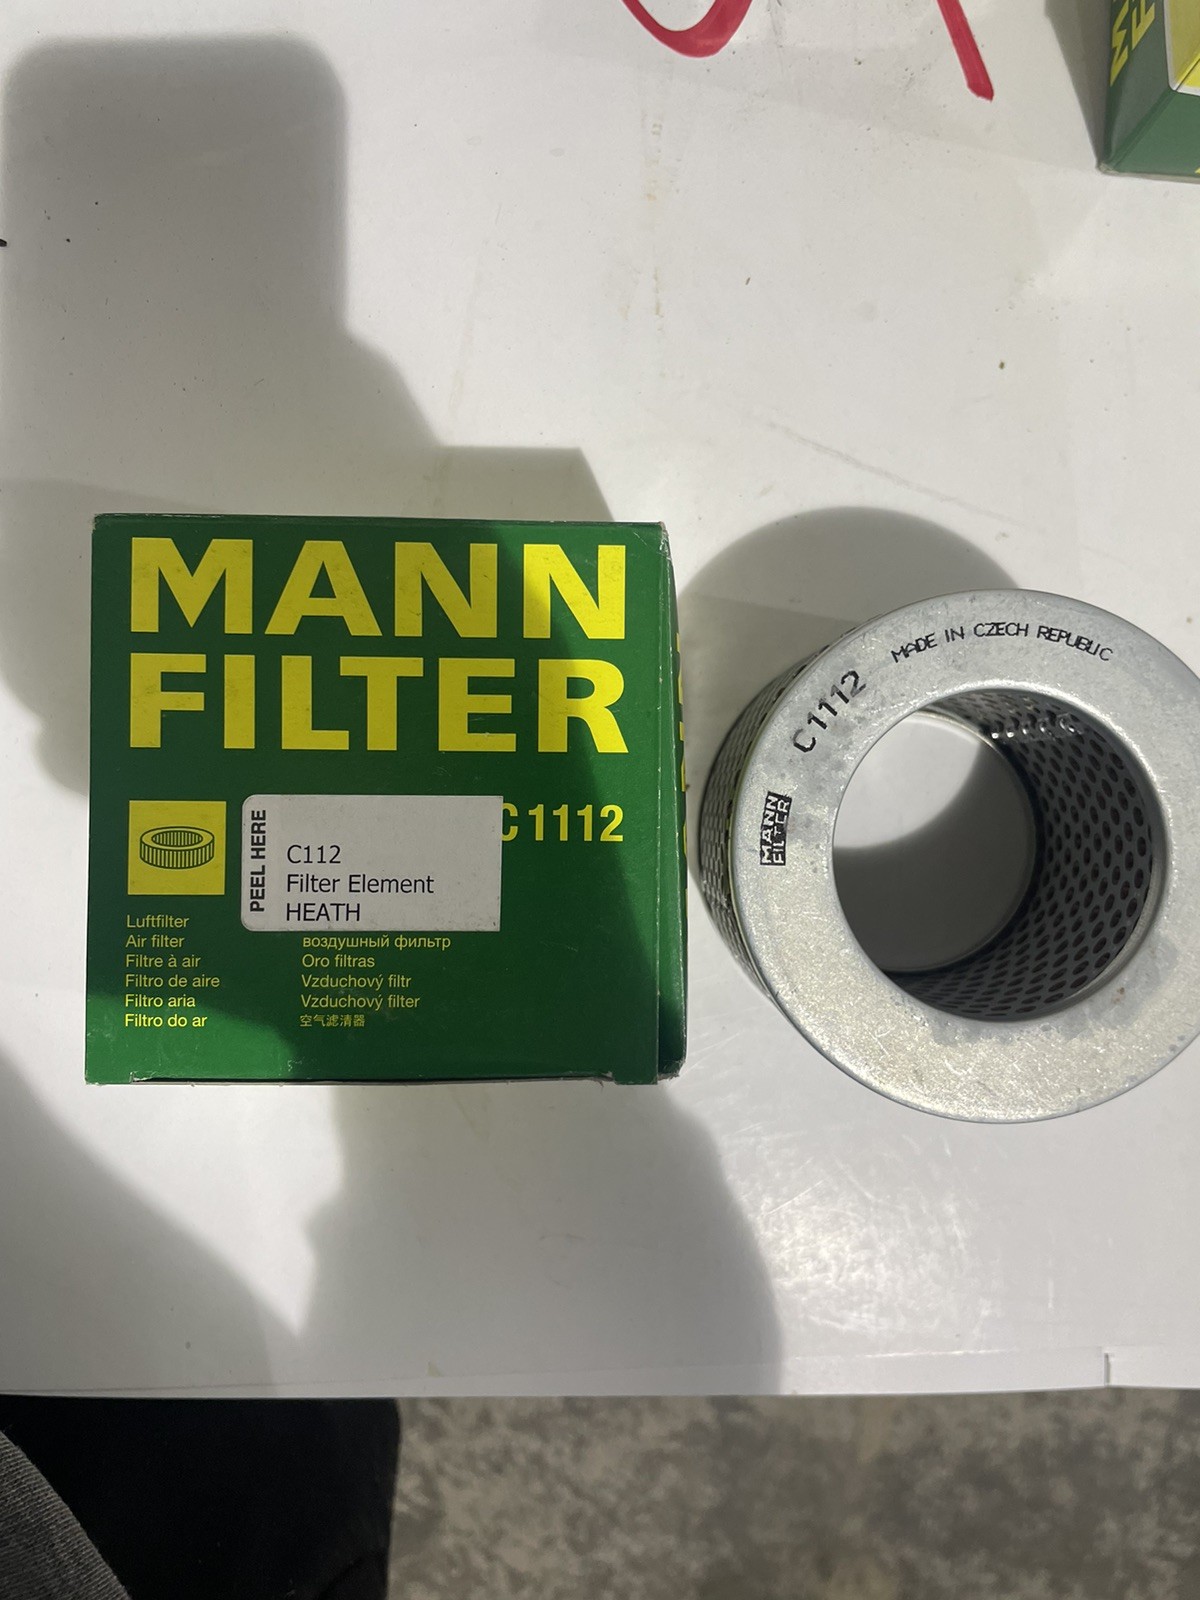 MANN
FILTER
C 1112
PEEL HERE
C112
Filter Element
HEATH
Luftfilter
Air filter
Filtre à air
Filtro de aire
Filtro aria
Filtro do ar
воздушный фильтр
Oro filtras
Vzduchový filtr
Vzduchový filter
空气滤清器
MADE IN CZECH REPUBLIC
C1112
MANN
FILTER